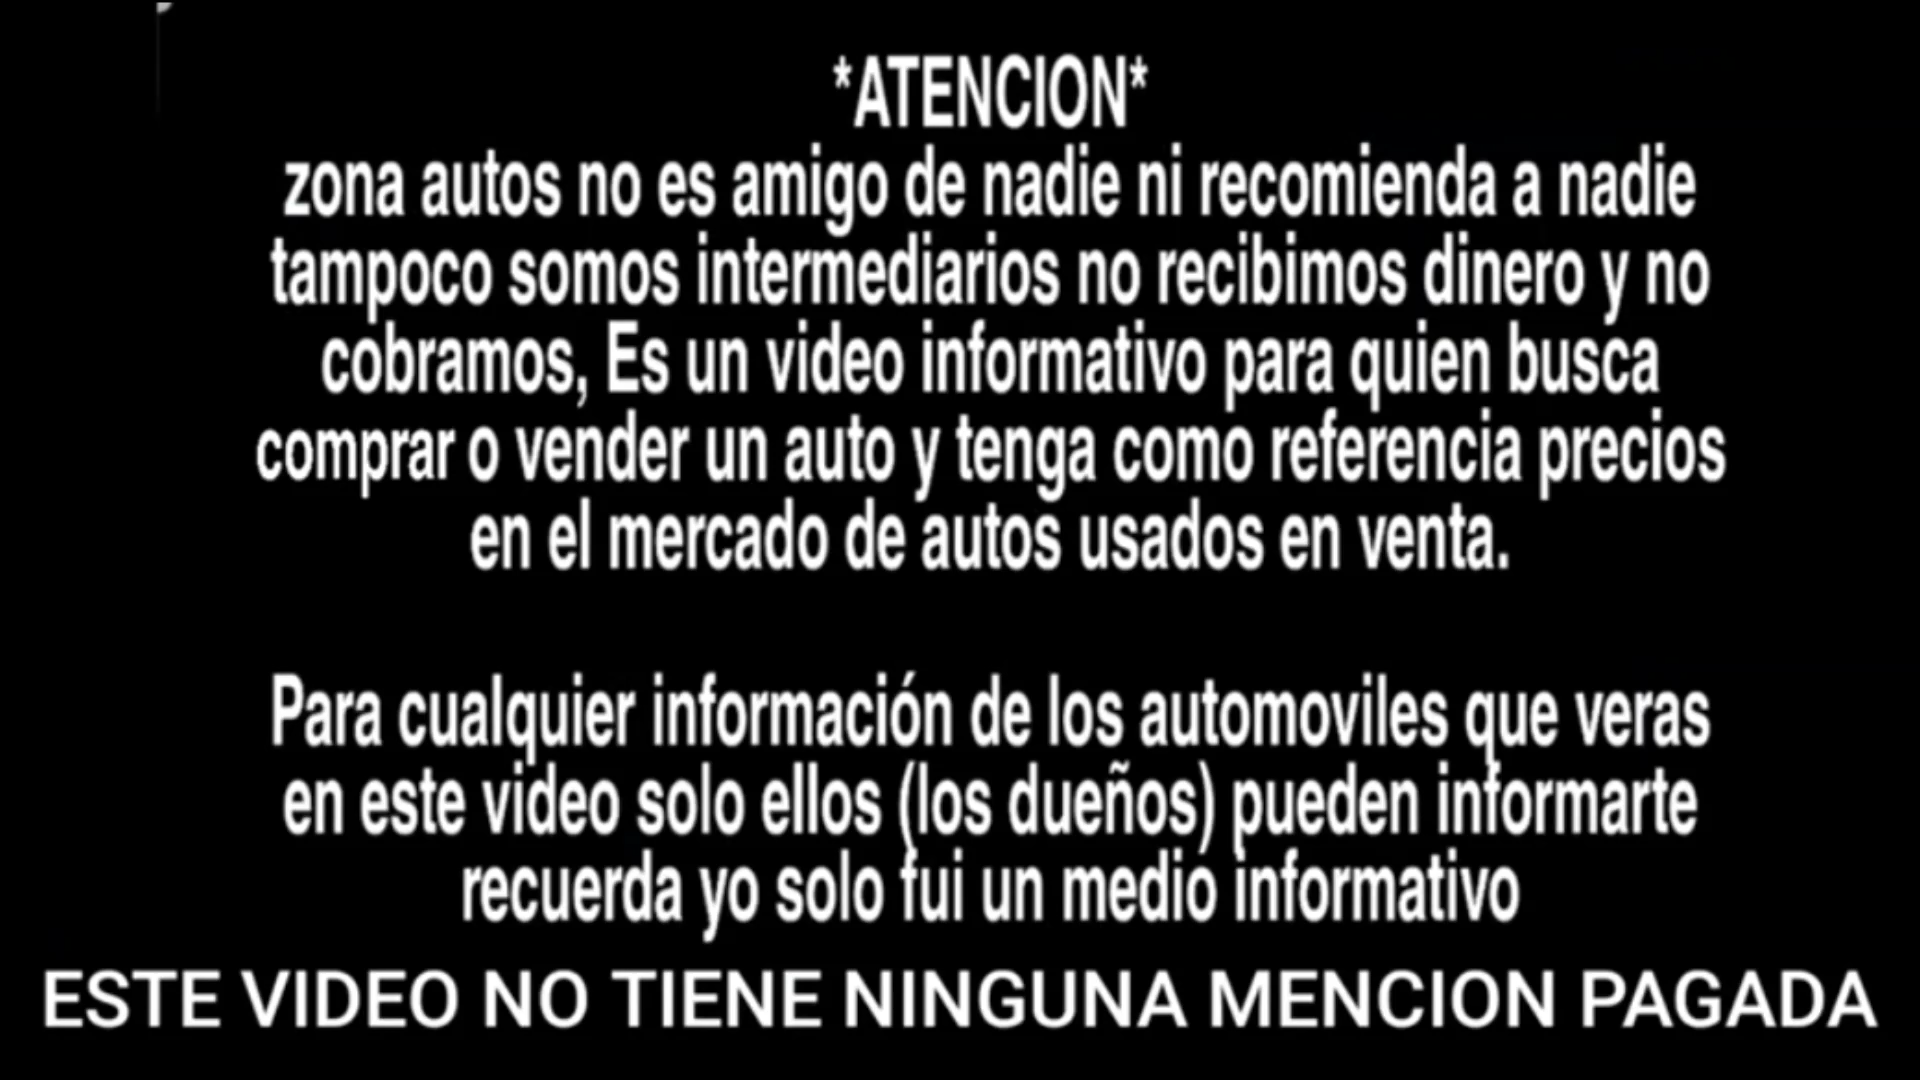 *ATENCION*
zona autos no es amigo de nadie ni recomienda a nadie
tampoco somos intermediarios no recibimos dinero y no
cobramos, Es un video informativo para quien busca
comprar o vender un auto y tenga como referencia precios
en el mercado de autos usados en venta.
Para cualquier información de los automoviles que veras
en este video solo ellos (los dueños) pueden informarte
recuerda yo solo fui un medio informativo
ESTE VIDEO NO TIENE NINGUNA MENCION PAGADA